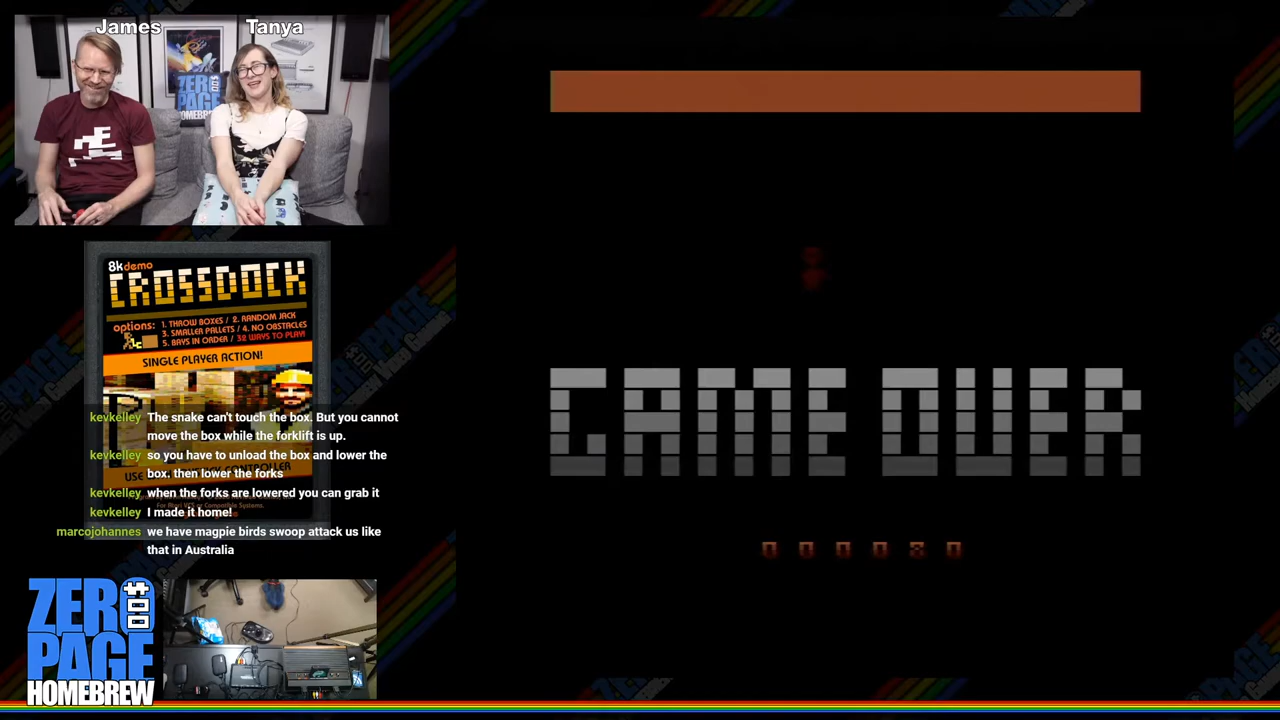 James
Tanya
ZERO
PAGE
HOMEBREW
8k demo
CROSSDOCK
options:
1. THROW BOXES / 2. RANDOM JACK
3. SMALLER PALLETS / 4. NO OBSTACLES
5. BAYS IN ORDER / 32 WAYS TO PLAY!
SINGLE PLAYER ACTION!
kevkelley The snake can't touch the box. But you cannot
move the box while the forklift is up.
kevkelley so you have to unload the box and lower the
box. then lower the forks
kevkelley when the forks are lowered you can grab it
kevkelley I made it home!
marcojohannes we have magpie birds swoop attack us like
that in Australia
GAME OVER
000080
ZERO
PAGE
HOMEBREW